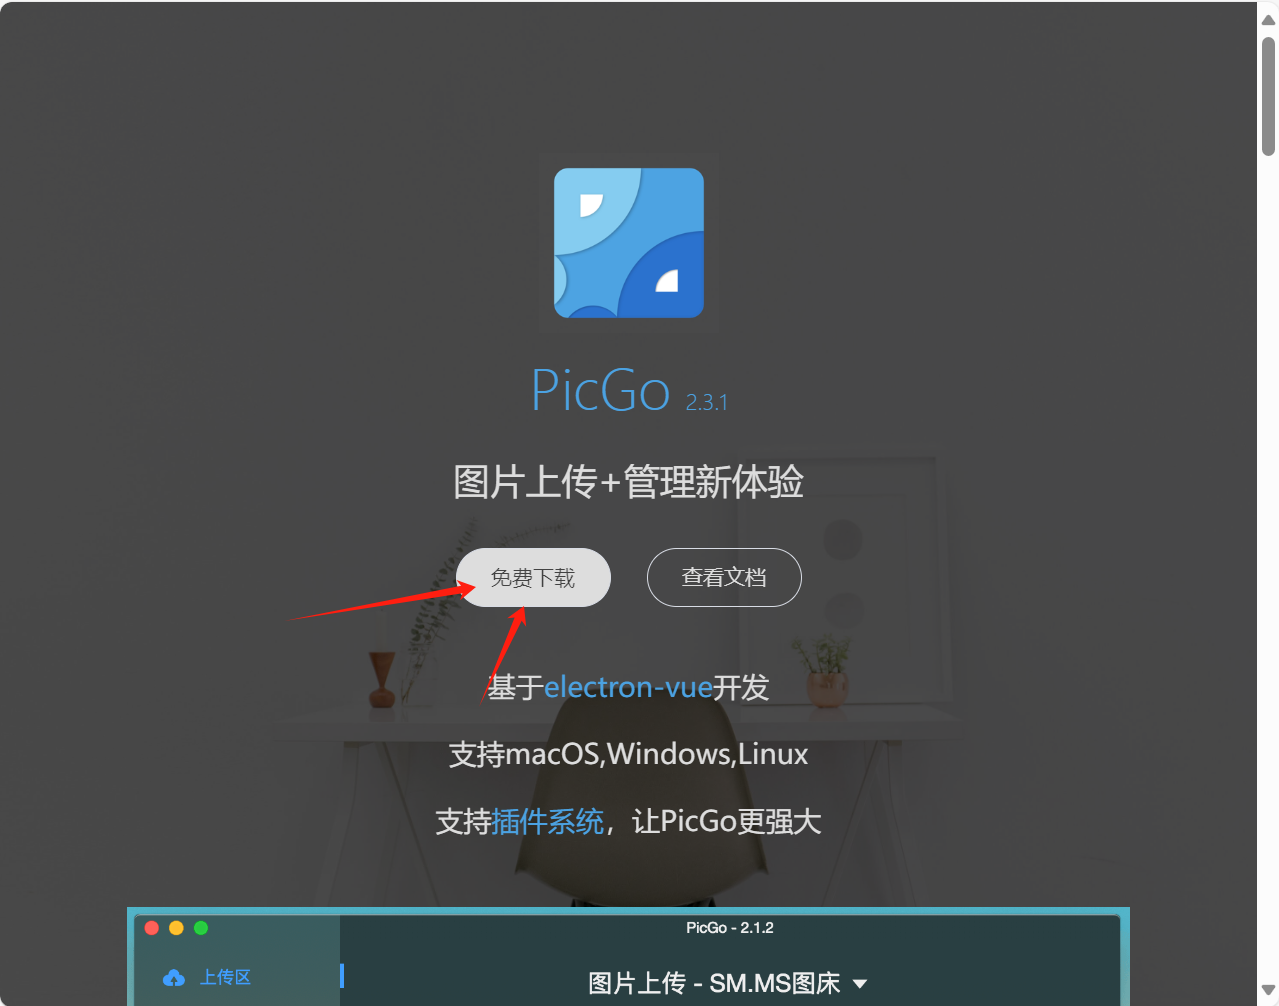 PicGo 2.3.1
图片上传+管理新体验
免费下载 查看文档
基于electron-vue开发
支持macOS,Windows,Linux
支持插件系统，让PicGo更强大
PicGo - 2.1.2
上传区
图片上传 - SM.MS图床